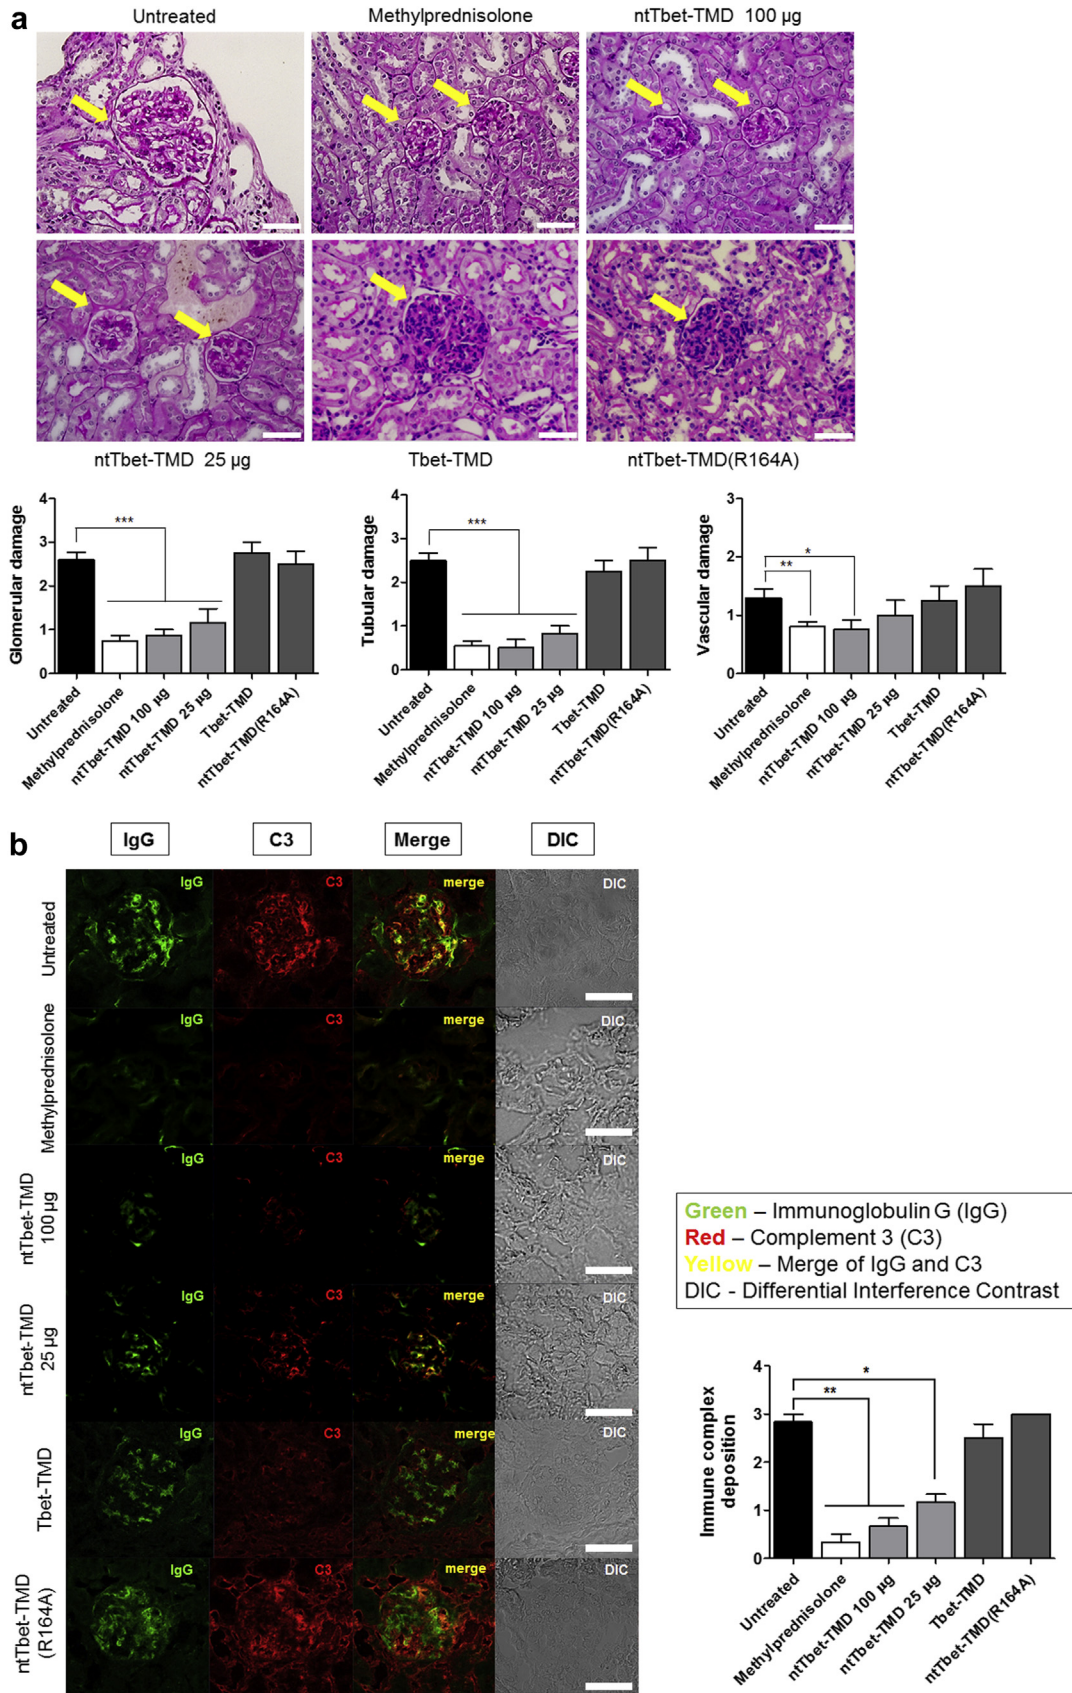 a
Untreated
Methylprednisolone
ntTbet-TMD 100 µg
ntTbet-TMD 25 µg
Tbet-TMD
ntTbet-TMD(R164A)
Glomerular damage
4
3
2
1
0
***
Untreated
Methylprednisolone
ntTbet-TMD 100 µg
ntTbet-TMD 25 µg
Tbet-TMD
ntTbet-TMD(R164A)
Tubular damage
4
3
2
1
0
***
Untreated
Methylprednisolone
ntTbet-TMD 100 µg
ntTbet-TMD 25 µg
Tbet-TMD
ntTbet-TMD(R164A)
Vascular damage
3
2
1
0
*
**
Untreated
Methylprednisolone
ntTbet-TMD 100 µg
ntTbet-TMD 25 µg
Tbet-TMD
ntTbet-TMD(R164A)
b
IgG
C3
Merge
DIC
Untreated
IgG
C3
merge
DIC
Methylprednisolone
IgG
C3
merge
DIC
ntTbet-TMD
100 µg
IgG
C3
merge
DIC
ntTbet-TMD
25 µg
IgG
C3
merge
DIC
Tbet-TMD
IgG
C3
merge
DIC
ntTbet-TMD
(R164A)
IgG
C3
merge
DIC
Green – Immunoglobulin G (IgG)
Red – Complement 3 (C3)
Yellow – Merge of IgG and C3
DIC - Differential Interference Contrast
Immune complex
deposition
4
3
2
1
0
*
**
Untreated
Methylprednisolone
ntTbet-TMD 100 µg
ntTbet-TMD 25 µg
Tbet-TMD
ntTbet-TMD(R164A)